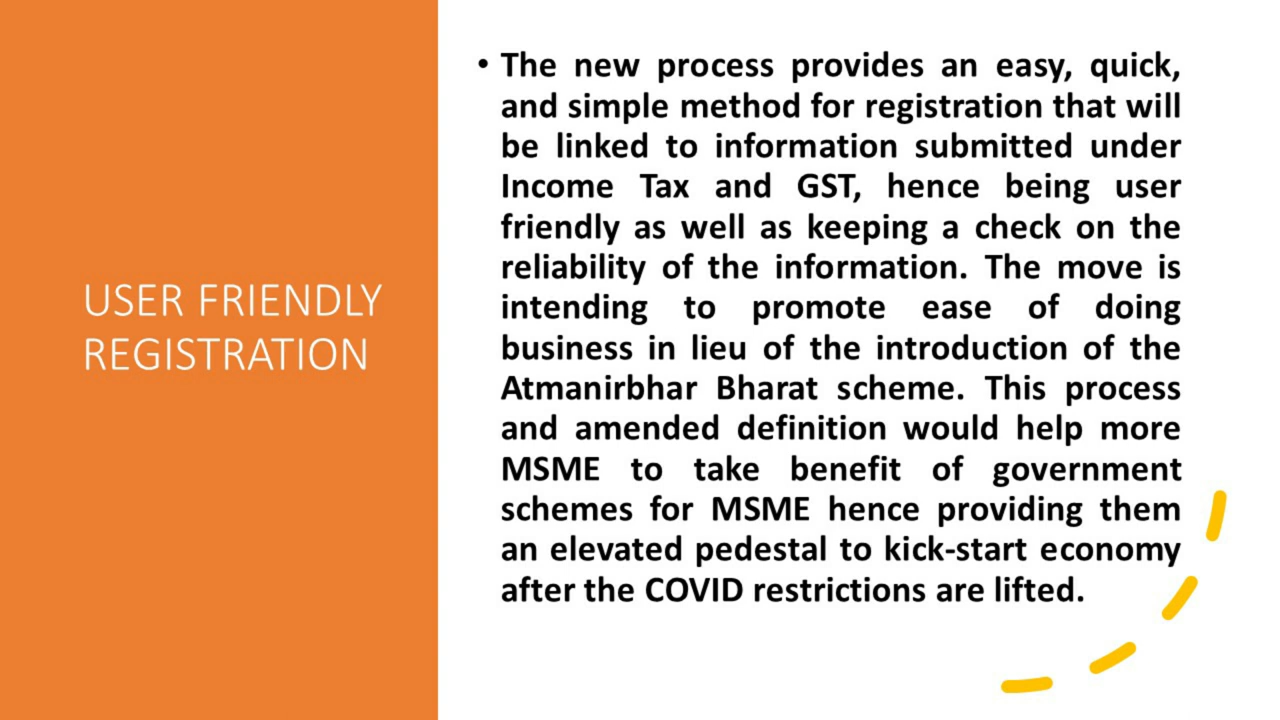 USER FRIENDLY
REGISTRATION
• The new process provides an easy, quick,
and simple method for registration that will
be linked to information submitted under
Income Tax and GST, hence being user
friendly as well as keeping a check on the
reliability of the information. The move is
intending to promote ease of doing
business in lieu of the introduction of the
Atmanirbhar Bharat scheme. This process
and amended definition would help more
MSME to take benefit of government
schemes for MSME hence providing them
an elevated pedestal to kick-start economy
after the COVID restrictions are lifted.